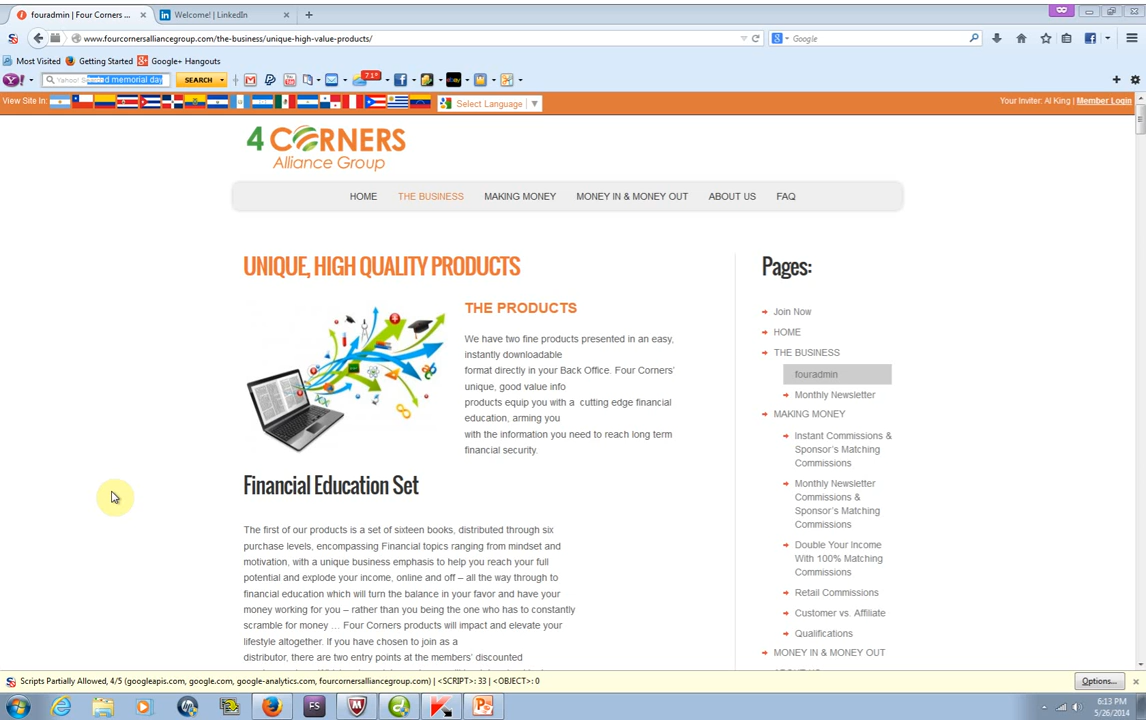 fouradmin | Four Corners ... ×
Welcome! | LinkedIn ×
www.fourcornersalliancegroup.com/the-business/unique-high-value-products/
Google
Most Visited Getting Started Google+ Hangouts
memorial day
SEARCH
71°
View Site In:
Select Language
Your Inviter: Al King | Member Login
4 CORNERS
Alliance Group
HOME THE BUSINESS MAKING MONEY MONEY IN & MONEY OUT ABOUT US FAQ
UNIQUE, HIGH QUALITY PRODUCTS
THE PRODUCTS
We have two fine products presented in an easy,
instantly downloadable
format directly in your Back Office. Four Corners'
unique, good value info
products equip you with a cutting edge financial
education, arming you
with the information you need to reach long term
financial security.
Financial Education Set
The first of our products is a set of sixteen books, distributed through six
purchase levels, encompassing Financial topics ranging from mindset and
motivation, with a unique business emphasis to help you reach your full
potential and explode your income, online and off – all the way through to
financial education which will turn the balance in your favor and have your
money working for you – rather than you being the one who has to constantly
scramble for money ... Four Corners products will impact and elevate your
lifestyle altogether. If you have chosen to join as a
distributor, there are two entry points at the members' discounted
Pages:
Join Now
HOME
THE BUSINESS
fouradmin
Monthly Newsletter
MAKING MONEY
Instant Commissions &
Sponsor's Matching
Commissions
Monthly Newsletter
Commissions &
Sponsor's Matching
Commissions
Double Your Income
With 100% Matching
Commissions
Retail Commissions
Customer vs. Affiliate
Qualifications
MONEY IN & MONEY OUT
Scripts Partially Allowed, 4/5 (googleapis.com, google.com, google-analytics.com, fourcornersalliancegroup.com) | <SCRIPT>: 33 | <OBJECT>: 0
Options...
6:13 PM
5/26/2014